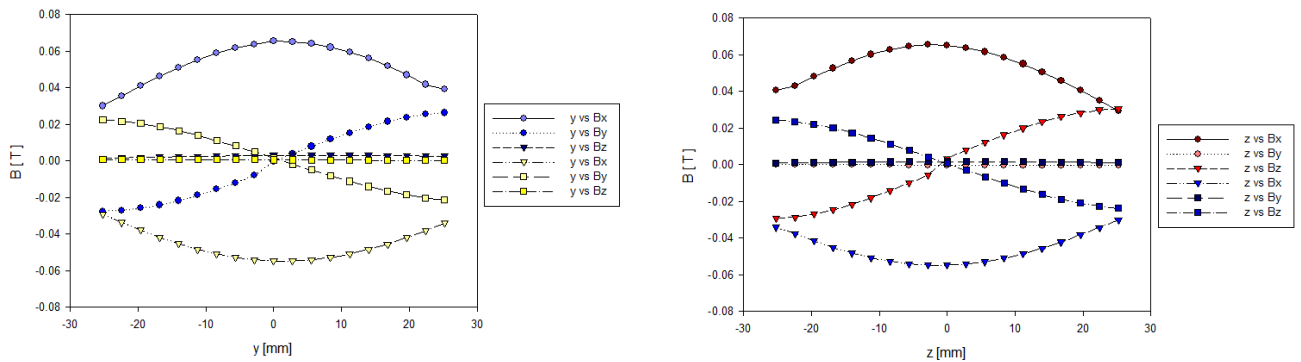 0.08
0.06
0.04
0.02
0.00
-0.02
-0.04
-0.06
-0.08
B [ T ]
-30
-20
-10
0
10
20
30
y [mm]
y vs Bx
y vs By
y vs Bz
y vs Bx
y vs By
y vs Bz
0.08
0.06
0.04
0.02
0.00
-0.02
-0.04
-0.06
-0.08
B [ T ]
-30
-20
-10
0
10
20
30
z [mm]
z vs Bx
z vs By
z vs Bz
z vs Bx
z vs By
z vs Bz